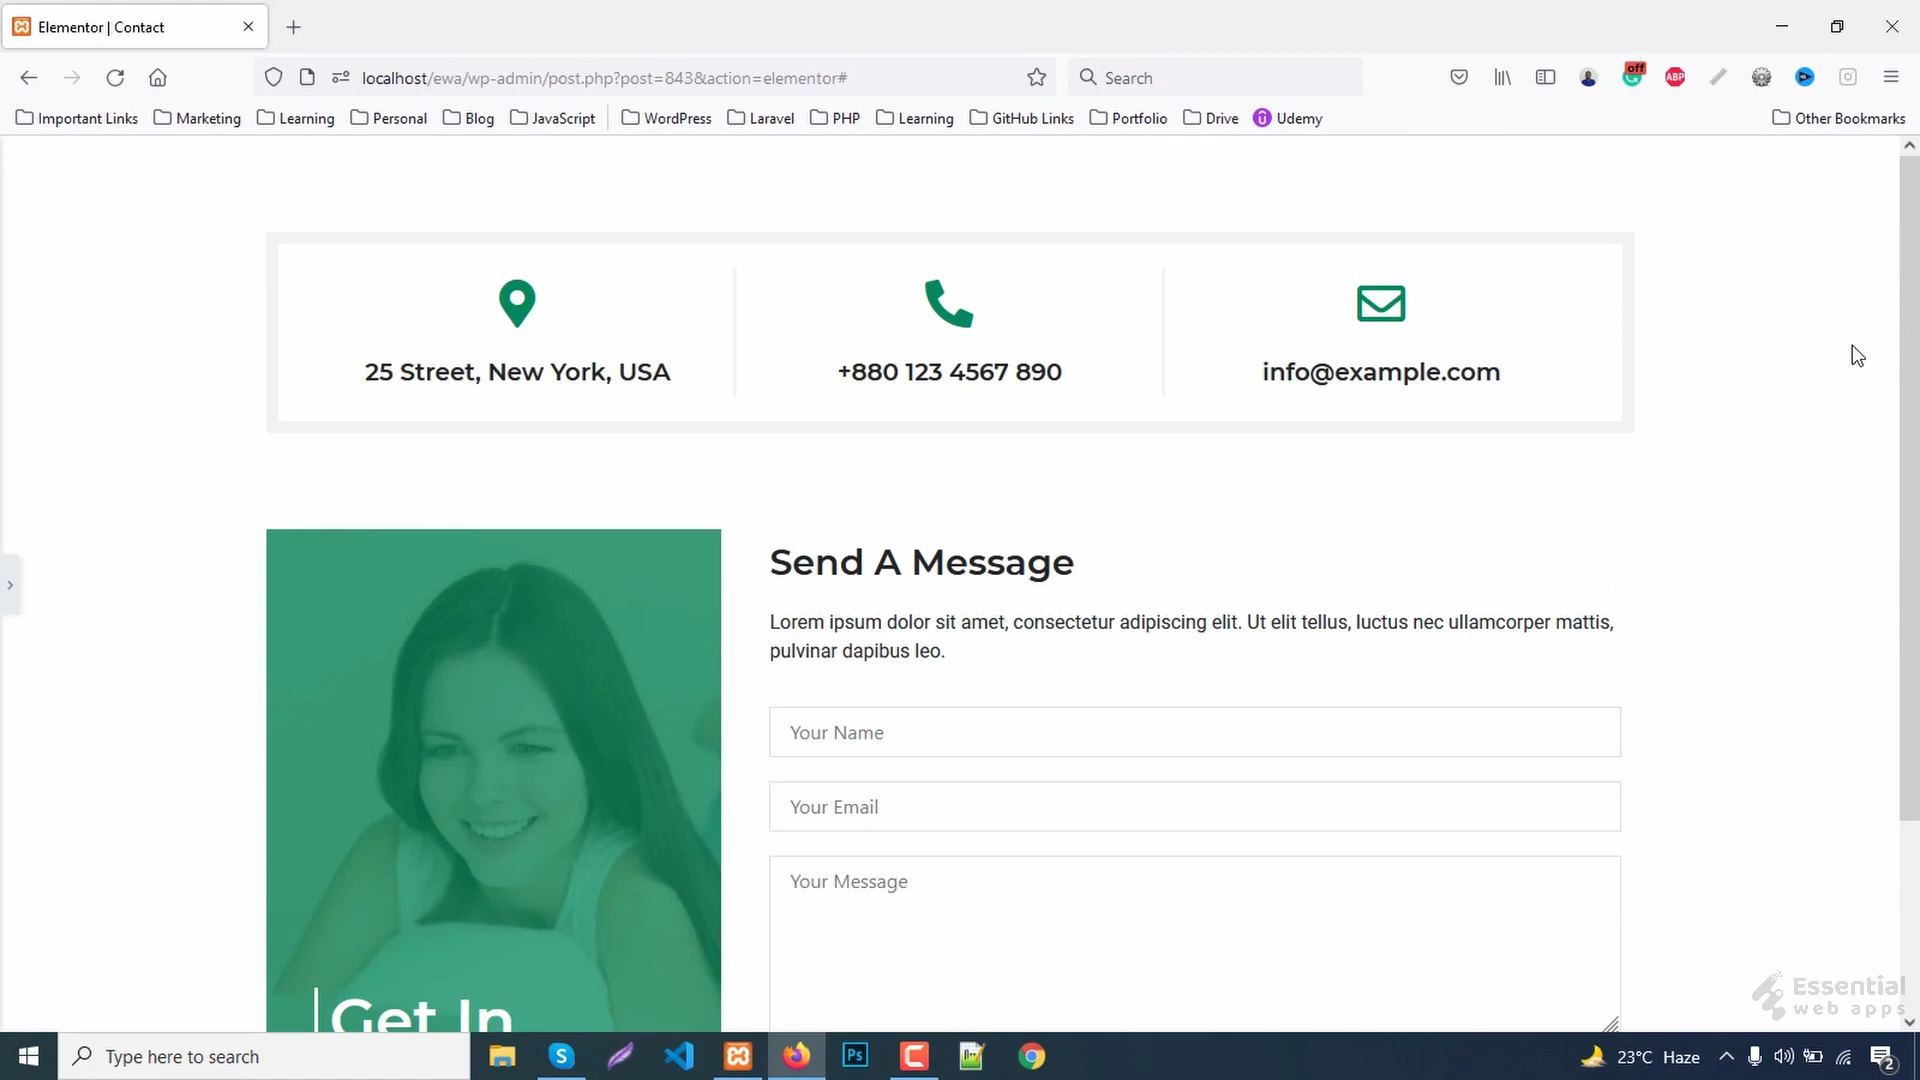 Elementor | Contact
localhost/ewa/wp-admin/post.php?post=843&action=elementor#
Search
off
ABP
Important Links
Marketing
Learning
Personal
Blog
JavaScript
WordPress
Laravel
PHP
Learning
GitHub Links
Portfolio
Drive
Udemy
Other Bookmarks
25 Street, New York, USA
+880 123 4567 890
info@example.com
Send A Message
Lorem ipsum dolor sit amet, consectetur adipiscing elit. Ut elit tellus, luctus nec ullamcorper mattis,
pulvinar dapibus leo.
Your Name
Your Email
Your Message
Get In
Essential
web apps
Type here to search
Ps
23°C Haze
2